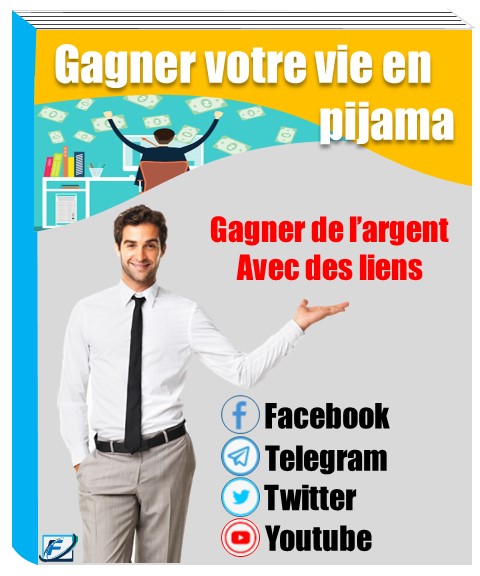 Gagner votre vie en
pijama
Gagner de l'argent
Avec des liens
Facebook
Telegram
Twitter
Youtube